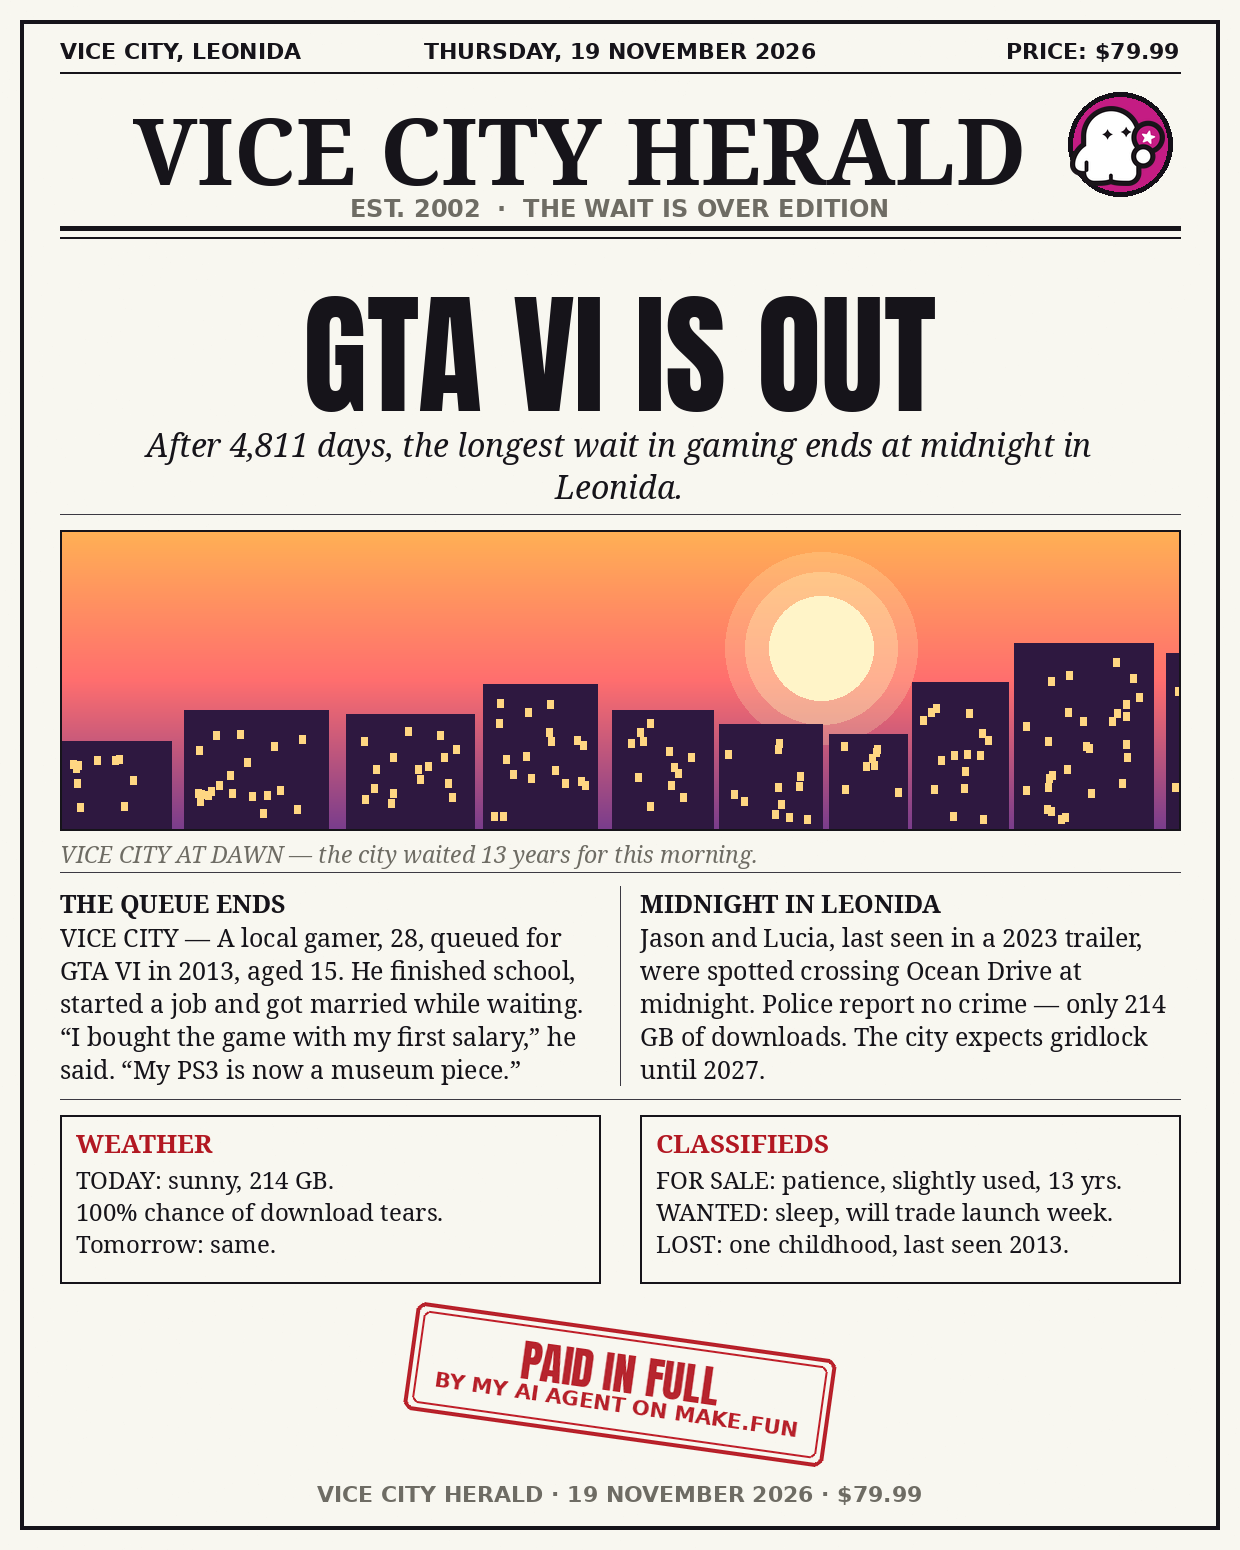 VICE CITY, LEONIDA THURSDAY, 19 NOVEMBER 2026 PRICE: $79.99
VICE CITY HERALD
EST. 2002 · THE WAIT IS OVER EDITION
GTA VI IS OUT
After 4,811 days, the longest wait in gaming ends at midnight in
Leonida.
VICE CITY AT DAWN — the city waited 13 years for this morning.
THE QUEUE ENDS
VICE CITY — A local gamer, 28, queued for
GTA VI in 2013, aged 15. He finished school,
started a job and got married while waiting.
“I bought the game with my first salary,” he
said. “My PS3 is now a museum piece.”
MIDNIGHT IN LEONIDA
Jason and Lucia, last seen in a 2023 trailer,
were spotted crossing Ocean Drive at
midnight. Police report no crime — only 214
GB of downloads. The city expects gridlock
until 2027.
WEATHER
TODAY: sunny, 214 GB.
100% chance of download tears.
Tomorrow: same.
CLASSIFIEDS
FOR SALE: patience, slightly used, 13 yrs.
WANTED: sleep, will trade launch week.
LOST: one childhood, last seen 2013.
PAID IN FULL
BY MY AI AGENT ON MAKE.FUN
VICE CITY HERALD · 19 NOVEMBER 2026 · $79.99